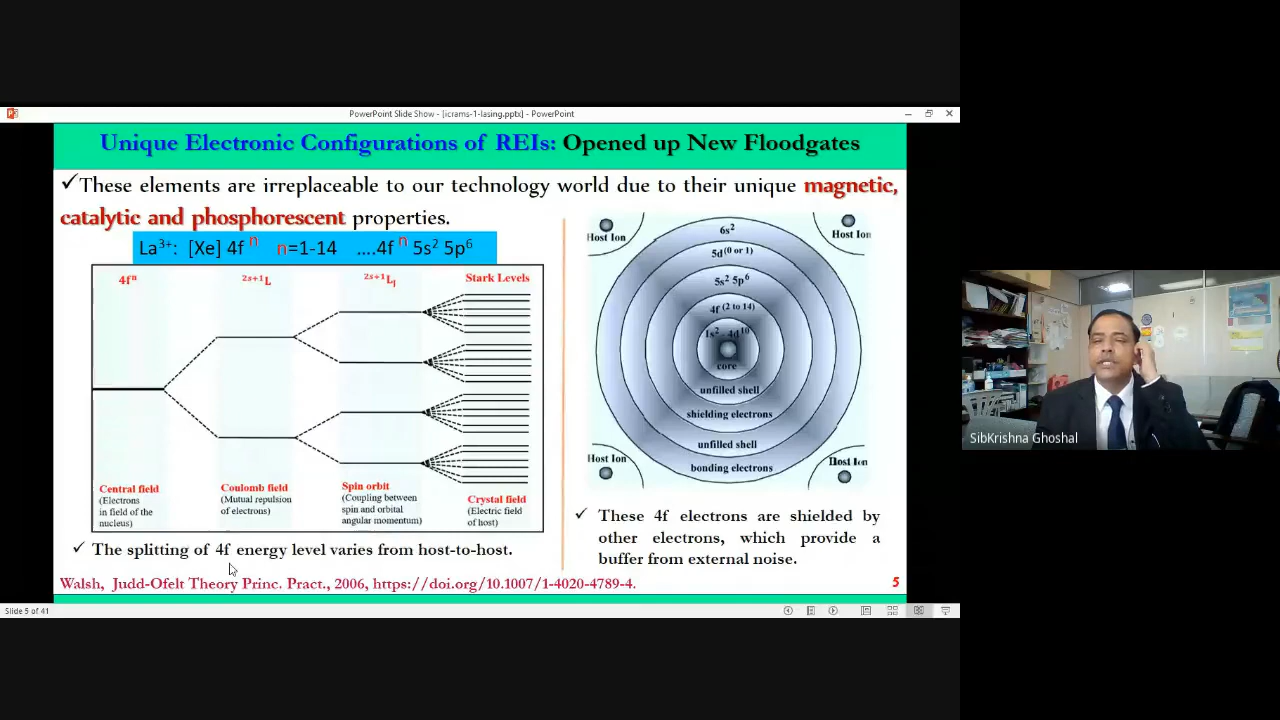 PowerPoint Slide Show - [icrams-1-lasing.pptx] - PowerPoint
Unique Electronic Configurations of REIs: Opened up New Floodgates
✓These elements are irreplaceable to our technology world due to their unique magnetic,
catalytic and phosphorescent properties.
La³⁺: [Xe] 4f ⁿ n=1-14 ....4f ⁿ 5s² 5p⁶
4fⁿ
²ˢ⁺¹L
²ˢ⁺¹Lⱼ
Stark Levels
Central field
(Electrons
in field of the
nucleus)
Coulomb field
(Mutual repulsion
of electrons)
Spin orbit
(Coupling between
spin and orbital
angular momentum)
Crystal field
(Electric field
of host)
✓ The splitting of 4f energy level varies from host-to-host.
Host Ion
Host Ion
6s²
5d(0 or 1)
5s² 5p⁶
4f (2 to 14)
1s² - 4d¹⁰
core
unfilled shell
shielding electrons
unfilled shell
bonding electrons
Host Ion
Host Ion
✓ These 4f electrons are shielded by
other electrons, which provide a
buffer from external noise.
Walsh, Judd-Ofelt Theory Princ. Pract., 2006, https://doi.org/10.1007/1-4020-4789-4.
5
Slide 5 of 41
SibKrishna Ghoshal